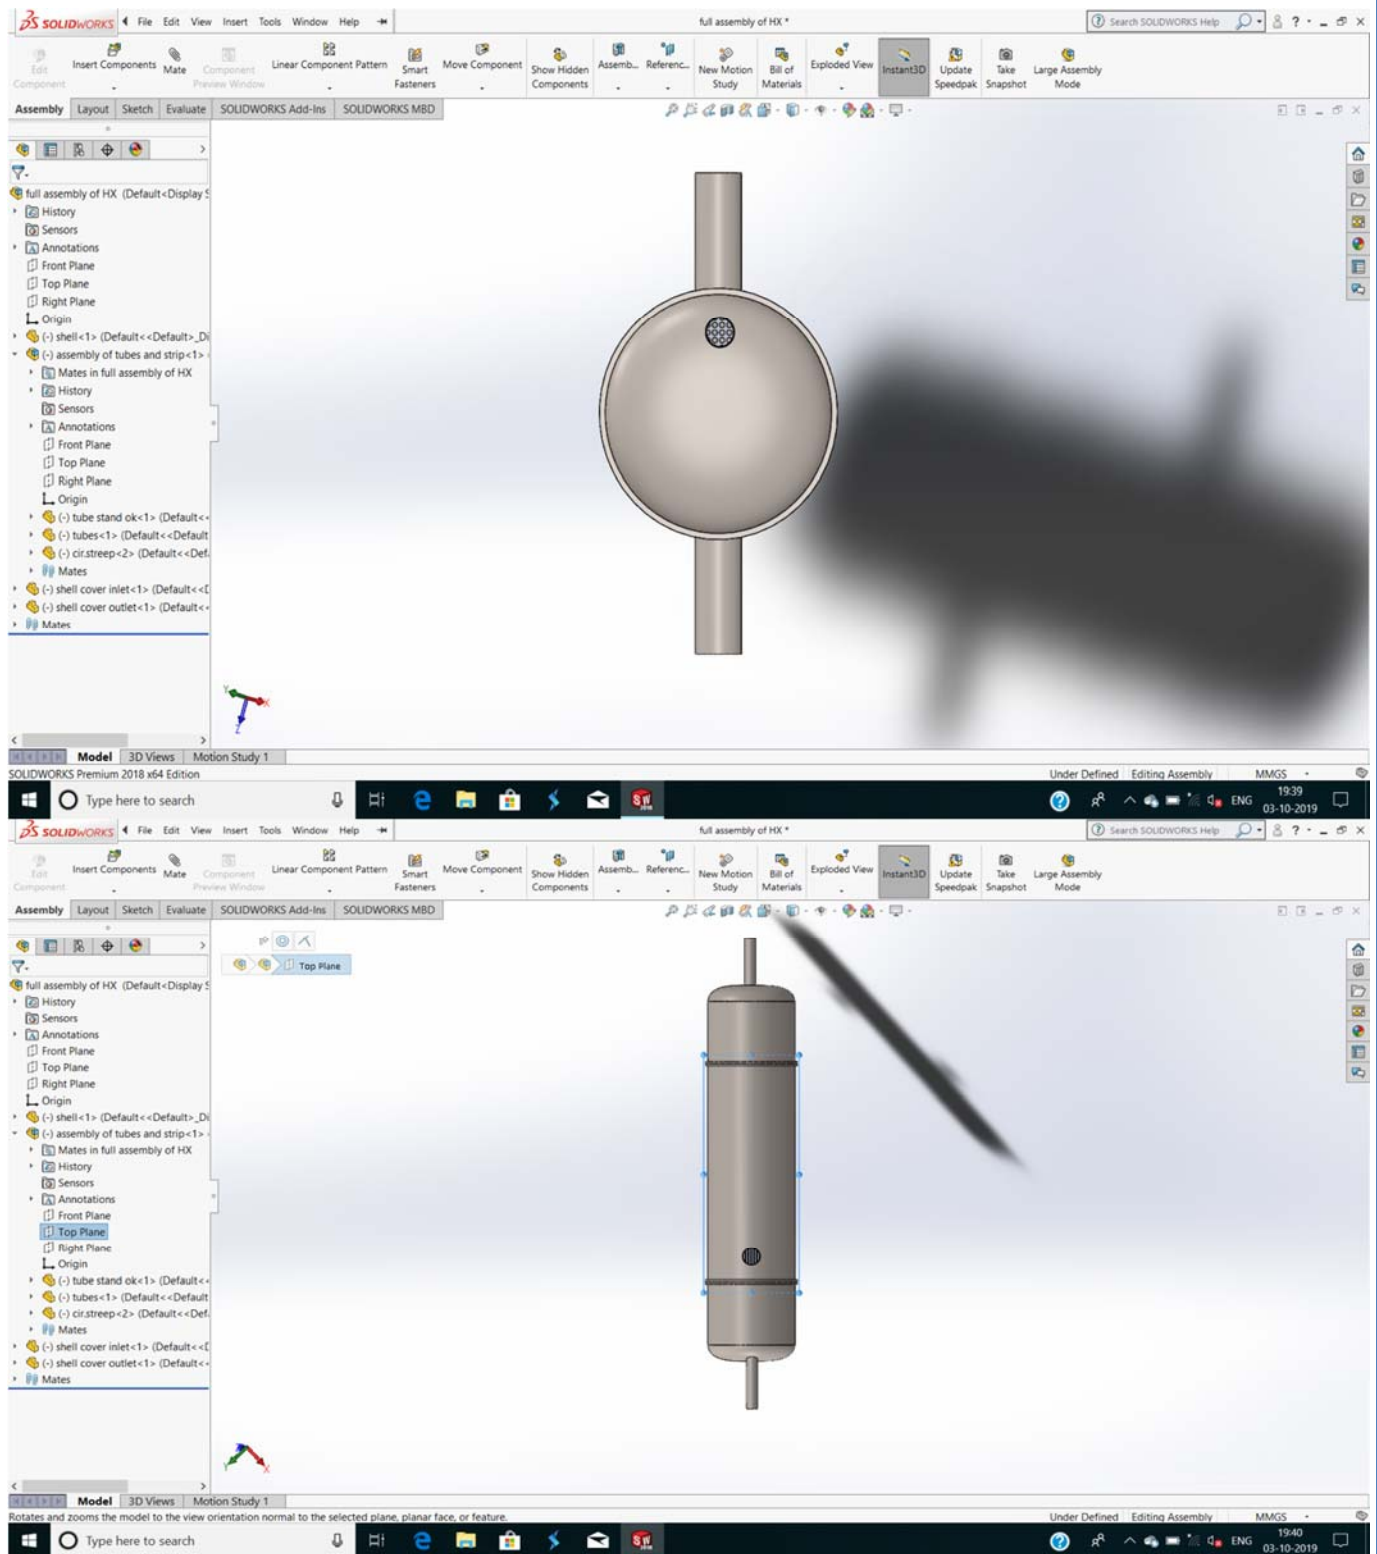 SOLIDWORKS File Edit View Insert Tools Window Help full assembly of HX * Search SOLIDWORKS Help
Edit Component Insert Components Mate Component Preview Window Linear Component Pattern Smart Fasteners Move Component Show Hidden Components Assemb... Referenc... New Motion Study Bill of Materials Exploded View Instant3D Update Speedpak Take Snapshot Large Assembly Mode
Assembly Layout Sketch Evaluate SOLIDWORKS Add-Ins SOLIDWORKS MBD
full assembly of HX (Default<Display S
History
Sensors
Annotations
Front Plane
Top Plane
Right Plane
Origin
(-) shell<1> (Default<<Default>_Di
(-) assembly of tubes and strip<1>
Mates in full assembly of HX
History
Sensors
Annotations
Front Plane
Top Plane
Right Plane
Origin
(-) tube stand ok<1> (Default<<
(-) tubes<1> (Default<<Default
(-) cir.streep<2> (Default<<Def
Mates
(-) shell cover inlet<1> (Default<<D
(-) shell cover outlet<1> (Default<<
Mates
Y X Z
Model 3D Views Motion Study 1
SOLIDWORKS Premium 2018 x64 Edition Under Defined Editing Assembly MMGS
Type here to search ENG 19:39
03-10-2019
SOLIDWORKS File Edit View Insert Tools Window Help full assembly of HX * Search SOLIDWORKS Help
Edit Component Insert Components Mate Component Preview Window Linear Component Pattern Smart Fasteners Move Component Show Hidden Components Assemb... Referenc... New Motion Study Bill of Materials Exploded View Instant3D Update Speedpak Take Snapshot Large Assembly Mode
Assembly Layout Sketch Evaluate SOLIDWORKS Add-Ins SOLIDWORKS MBD
Top Plane
full assembly of HX (Default<Display S
History
Sensors
Annotations
Front Plane
Top Plane
Right Plane
Origin
(-) shell<1> (Default<<Default>_Di
(-) assembly of tubes and strip<1>
Mates in full assembly of HX
History
Sensors
Annotations
Front Plane
Top Plane
Right Plane
Origin
(-) tube stand ok<1> (Default<<
(-) tubes<1> (Default<<Default
(-) cir.streep<2> (Default<<Def
Mates
(-) shell cover inlet<1> (Default<<D
(-) shell cover outlet<1> (Default<<
Mates
Y X
Model 3D Views Motion Study 1
Rotates and zooms the model to the view orientation normal to the selected plane, planar face, or feature. Under Defined Editing Assembly MMGS
Type here to search ENG 19:40
03-10-2019